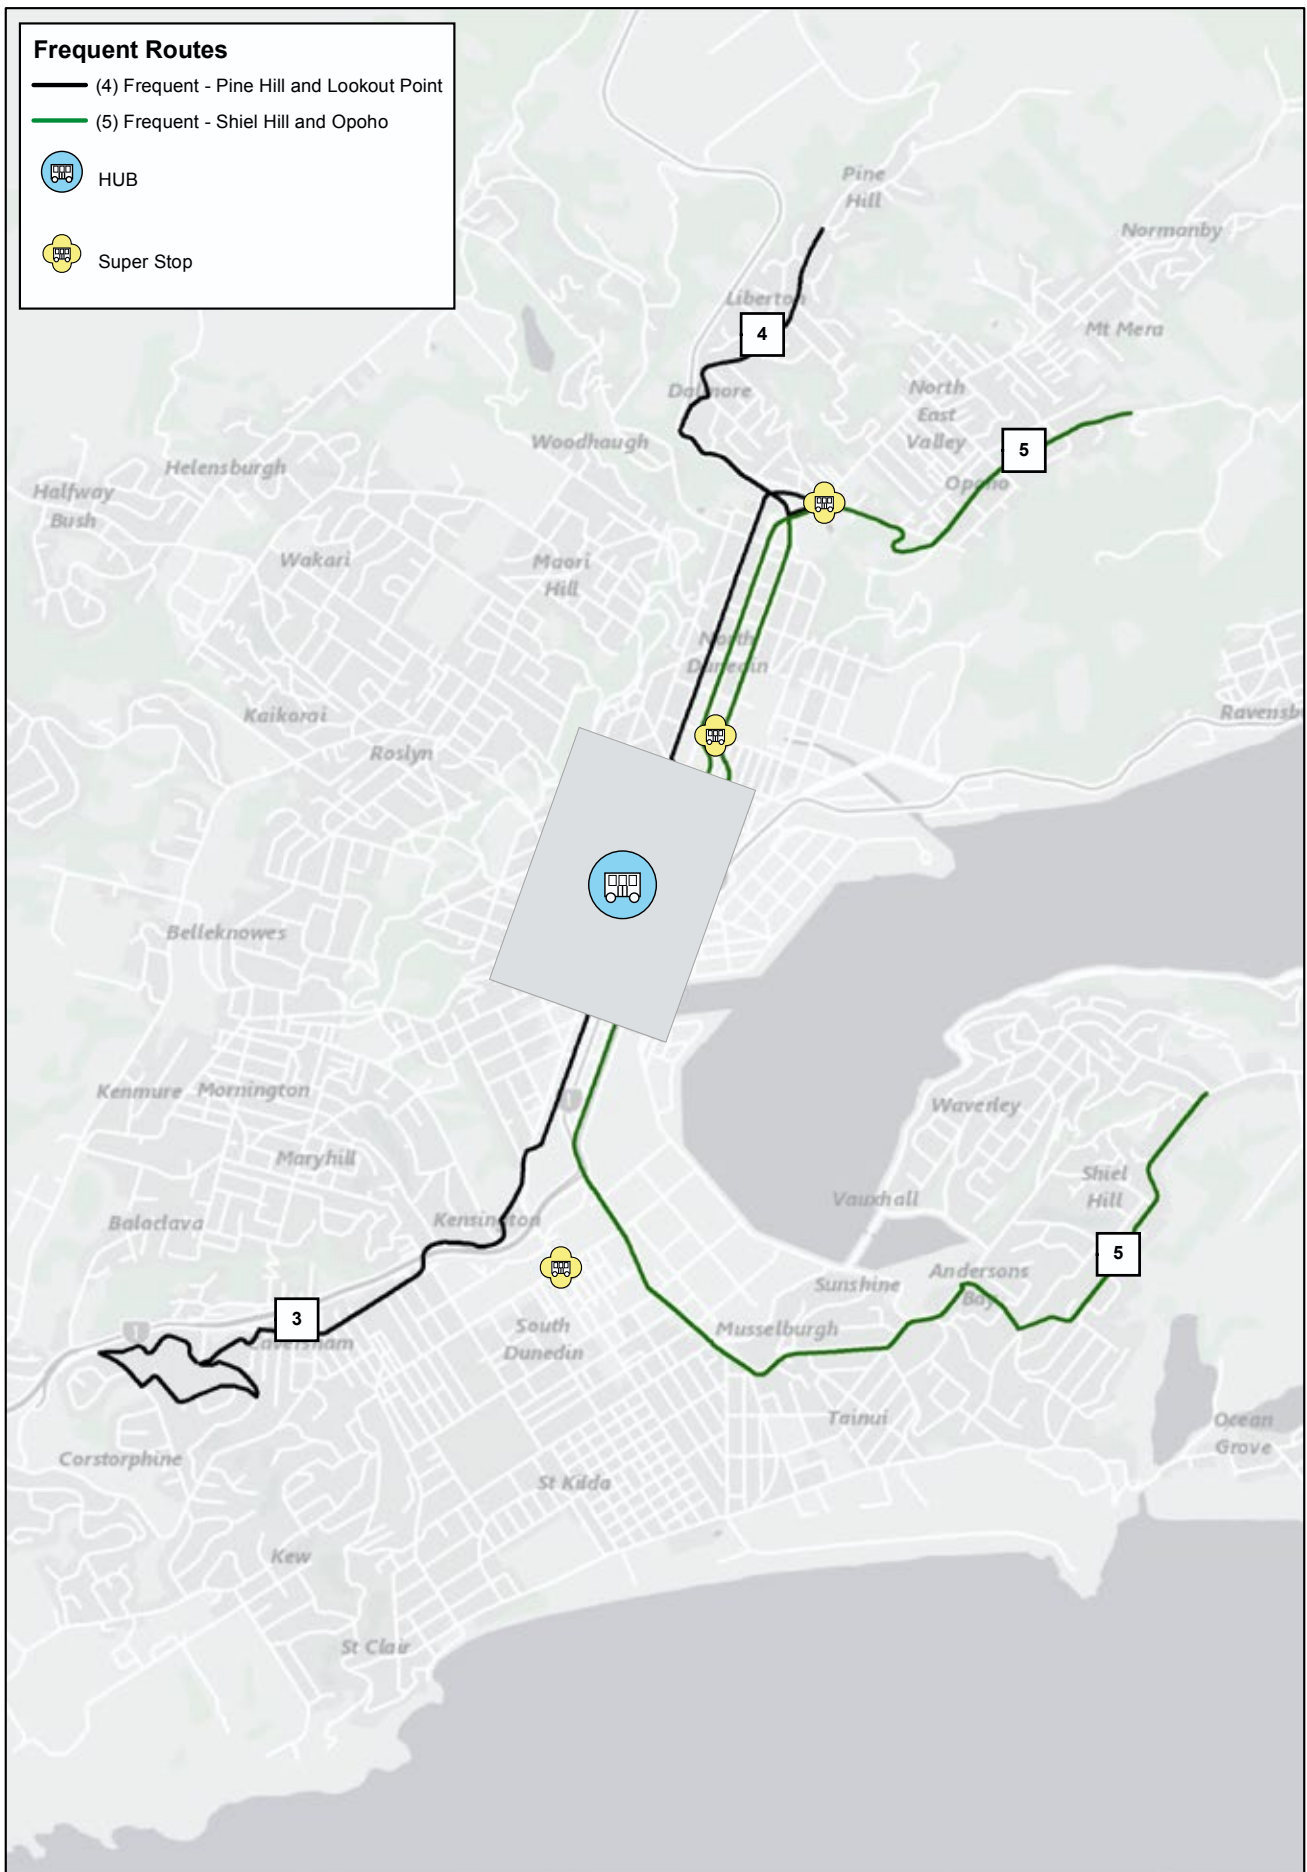 Frequent Routes
(4) Frequent - Pine Hill and Lookout Point
(5) Frequent - Shiel Hill and Opoho
HUB
Super Stop
Pine
Hill
Normanby
Liberton
4
Mt Mera
Dalmore
North
East
Valley
Woodhaugh
5
Helensburgh
Opoho
Halfway
Bush
Wakari
Maori
Hill
North
Dunedin
Kaikorai
Ravensb
Roslyn
Belleknowes
Kenmure
Mornington
1
Waverley
Maryhill
Shiel
Hill
Vauxhall
Balaclava
Kensington
5
Andersons
Bay
Sunshine
3
1
Caversham
South
Dunedin
Musselburgh
Tainui
Ocean
Grove
Corstorphine
St Kilda
Kew
St Clair